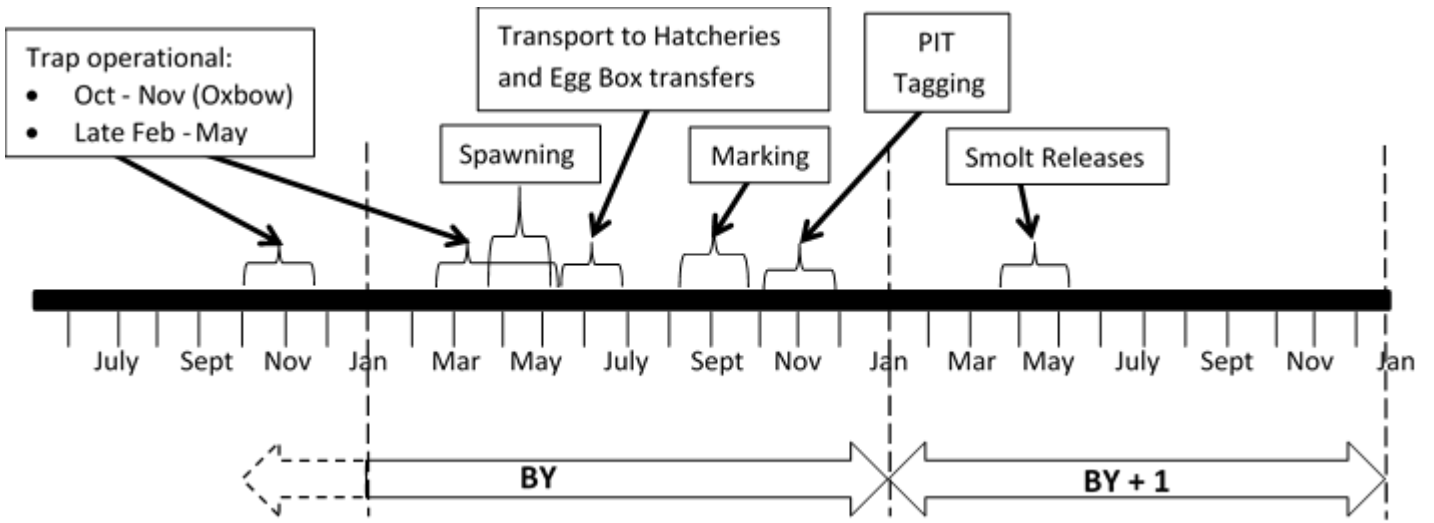 Trap operational:
• Oct - Nov (Oxbow)
• Late Feb - May
Transport to Hatcheries
and Egg Box transfers
PIT
Tagging
Spawning
Marking
Smolt Releases
July Sept Nov Jan Mar May July Sept Nov Jan Mar May July Sept Nov Jan
BY
BY + 1